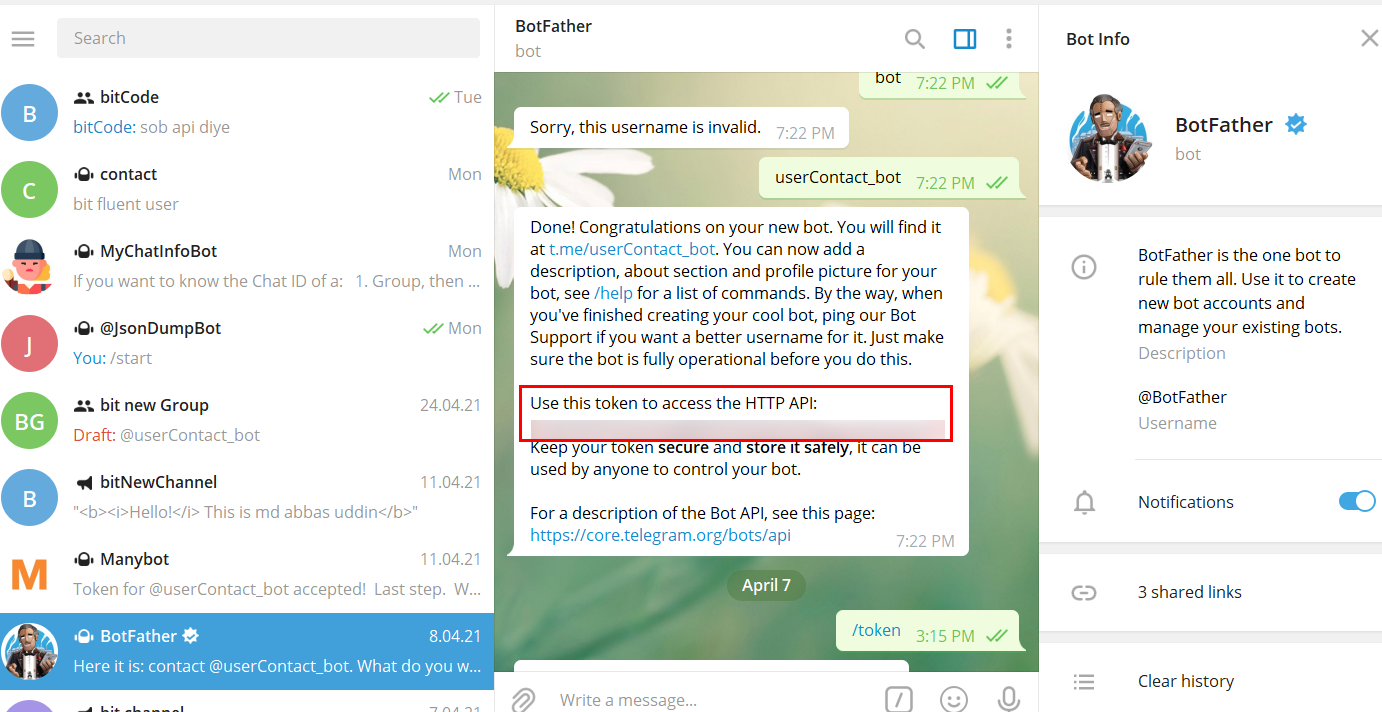 Search
B
bitCode
Tue
bitCode: sob api diye
C
contact
Mon
bit fluent user
MyChatInfoBot
Mon
If you want to know the Chat ID of a: 1. Group, then ...
J
@JsonDumpBot
Mon
You: /start
BG
bit new Group
24.04.21
Draft: @userContact_bot
B
bitNewChannel
11.04.21
"<b><i>Hello!</i> This is md abbas uddin</b>"
M
Manybot
11.04.21
Token for @userContact_bot accepted! Last step. W...
BotFather
8.04.21
Here it is: contact @userContact_bot. What do you w...
bit channel
7.04.21
BotFather
bot
bot
7:22 PM
Sorry, this username is invalid.
7:22 PM
userContact_bot
7:22 PM
Done! Congratulations on your new bot. You will find it
at t.me/userContact_bot. You can now add a
description, about section and profile picture for your
bot, see /help for a list of commands. By the way, when
you've finished creating your cool bot, ping our Bot
Support if you want a better username for it. Just make
sure the bot is fully operational before you do this.
Use this token to access the HTTP API:
Keep your token secure and store it safely, it can be
used by anyone to control your bot.
For a description of the Bot API, see this page:
https://core.telegram.org/bots/api
7:22 PM
April 7
/token
3:15 PM
Write a message...
/
Bot Info
BotFather
bot
BotFather is the one bot to
rule them all. Use it to create
new bot accounts and
manage your existing bots.
Description
@BotFather
Username
Notifications
3 shared links
Clear history